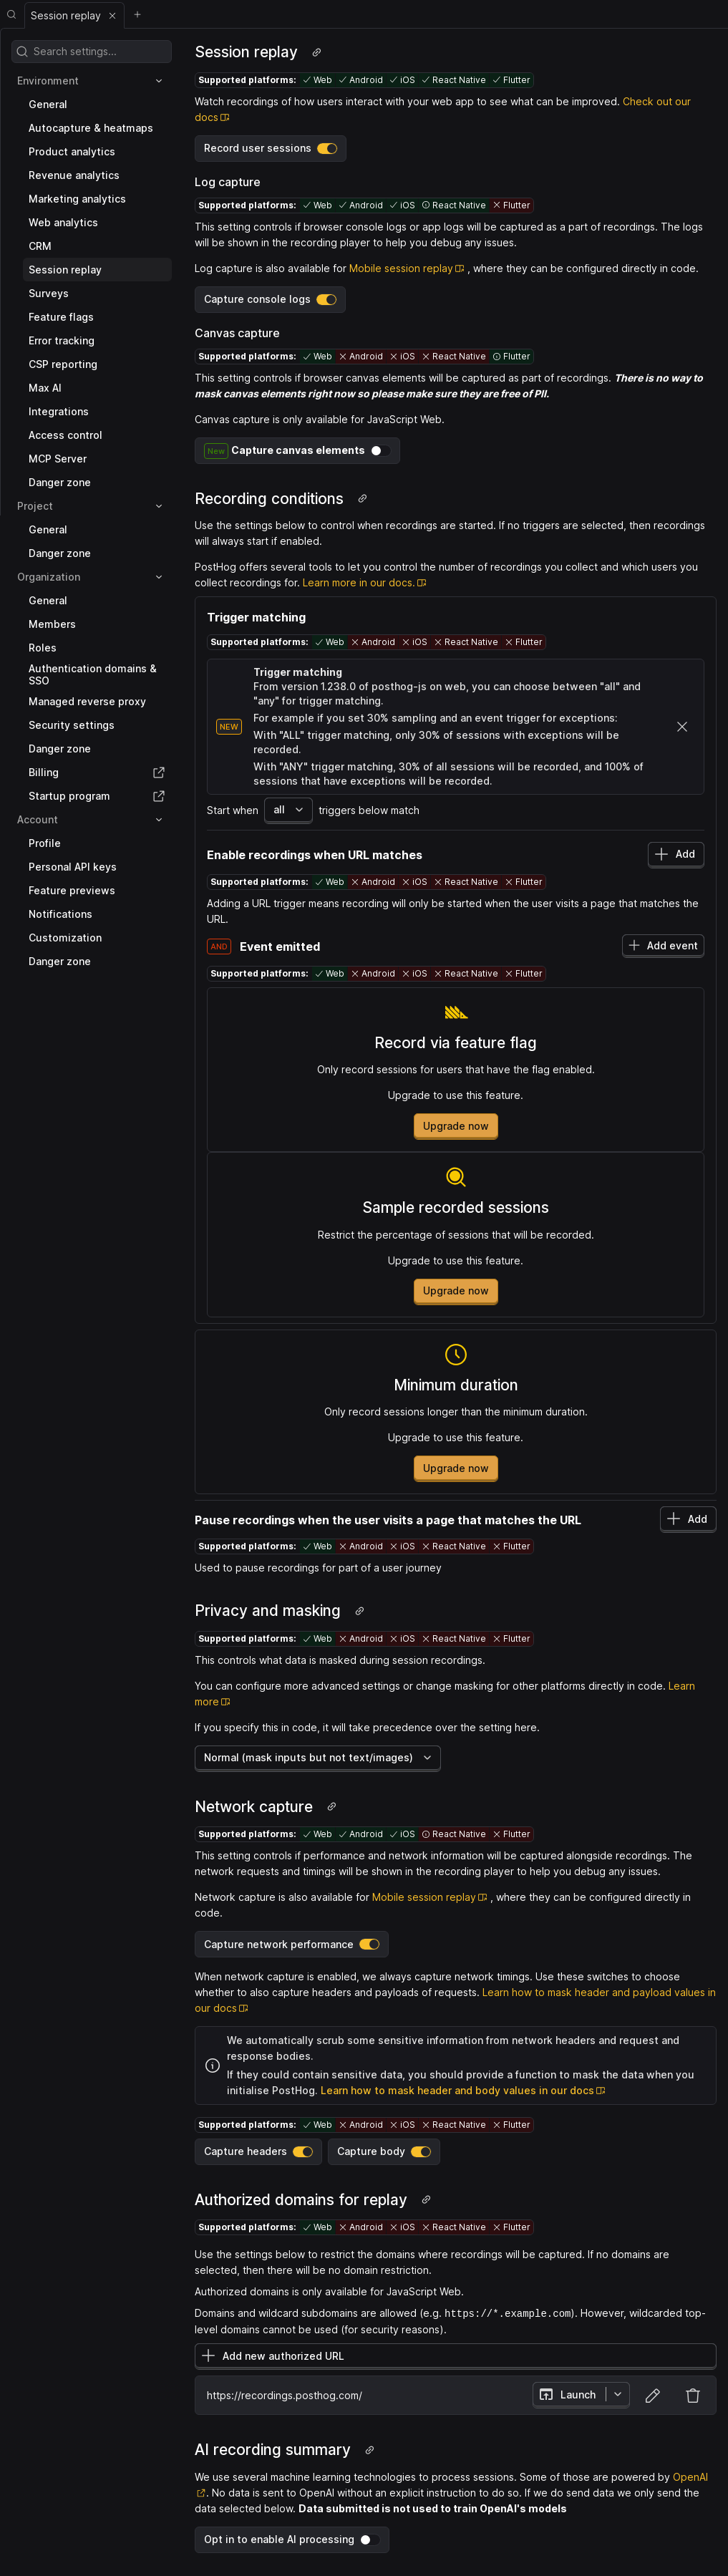 Session replay
Search settings...
Environment
General
Autocapture & heatmaps
Product analytics
Revenue analytics
Marketing analytics
Web analytics
CRM
Session replay
Surveys
Feature flags
Error tracking
CSP reporting
Max AI
Integrations
Access control
MCP Server
Danger zone
Project
General
Danger zone
Organization
General
Members
Roles
Authentication domains &
SSO
Managed reverse proxy
Security settings
Danger zone
Billing
Startup program
Account
Profile
Personal API keys
Feature previews
Notifications
Customization
Danger zone
Session replay
Supported platforms: Web Android iOS React Native Flutter
Watch recordings of how users interact with your web app to see what can be improved. Check out our
docs
Record user sessions
Log capture
Supported platforms: Web Android iOS React Native Flutter
This setting controls if browser console logs or app logs will be captured as a part of recordings. The logs
will be shown in the recording player to help you debug any issues.
Log capture is also available for Mobile session replay , where they can be configured directly in code.
Capture console logs
Canvas capture
Supported platforms: Web Android iOS React Native Flutter
This setting controls if browser canvas elements will be captured as part of recordings. There is no way to
mask canvas elements right now so please make sure they are free of PII.
Canvas capture is only available for JavaScript Web.
New Capture canvas elements
Recording conditions
Use the settings below to control when recordings are started. If no triggers are selected, then recordings
will always start if enabled.
PostHog offers several tools to let you control the number of recordings you collect and which users you
collect recordings for. Learn more in our docs.
Trigger matching
Supported platforms: Web Android iOS React Native Flutter
NEW
Trigger matching
From version 1.238.0 of posthog-js on web, you can choose between "all" and
"any" for trigger matching.
For example if you set 30% sampling and an event trigger for exceptions:
With "ALL" trigger matching, only 30% of sessions with exceptions will be
recorded.
With "ANY" trigger matching, 30% of all sessions will be recorded, and 100% of
sessions that have exceptions will be recorded.
Start when all triggers below match
Enable recordings when URL matches
Add
Supported platforms: Web Android iOS React Native Flutter
Adding a URL trigger means recording will only be started when the user visits a page that matches the
URL.
AND Event emitted
Add event
Supported platforms: Web Android iOS React Native Flutter
Record via feature flag
Only record sessions for users that have the flag enabled.
Upgrade to use this feature.
Upgrade now
Sample recorded sessions
Restrict the percentage of sessions that will be recorded.
Upgrade to use this feature.
Upgrade now
Minimum duration
Only record sessions longer than the minimum duration.
Upgrade to use this feature.
Upgrade now
Pause recordings when the user visits a page that matches the URL
Add
Supported platforms: Web Android iOS React Native Flutter
Used to pause recordings for part of a user journey
Privacy and masking
Supported platforms: Web Android iOS React Native Flutter
This controls what data is masked during session recordings.
You can configure more advanced settings or change masking for other platforms directly in code. Learn
more
If you specify this in code, it will take precedence over the setting here.
Normal (mask inputs but not text/images)
Network capture
Supported platforms: Web Android iOS React Native Flutter
This setting controls if performance and network information will be captured alongside recordings. The
network requests and timings will be shown in the recording player to help you debug any issues.
Network capture is also available for Mobile session replay , where they can be configured directly in
code.
Capture network performance
When network capture is enabled, we always capture network timings. Use these switches to choose
whether to also capture headers and payloads of requests. Learn how to mask header and payload values in
our docs
We automatically scrub some sensitive information from network headers and request and
response bodies.
If they could contain sensitive data, you should provide a function to mask the data when you
initialise PostHog. Learn how to mask header and body values in our docs
Supported platforms: Web Android iOS React Native Flutter
Capture headers Capture body
Authorized domains for replay
Supported platforms: Web Android iOS React Native Flutter
Use the settings below to restrict the domains where recordings will be captured. If no domains are
selected, then there will be no domain restriction.
Authorized domains is only available for JavaScript Web.
Domains and wildcard subdomains are allowed (e.g. https://*.example.com). However, wildcarded top-
level domains cannot be used (for security reasons).
Add new authorized URL
https://recordings.posthog.com/
Launch
AI recording summary
We use several machine learning technologies to process sessions. Some of those are powered by OpenAI
. No data is sent to OpenAI without an explicit instruction to do so. If we do send data we only send the
data selected below. Data submitted is not used to train OpenAI's models
Opt in to enable AI processing